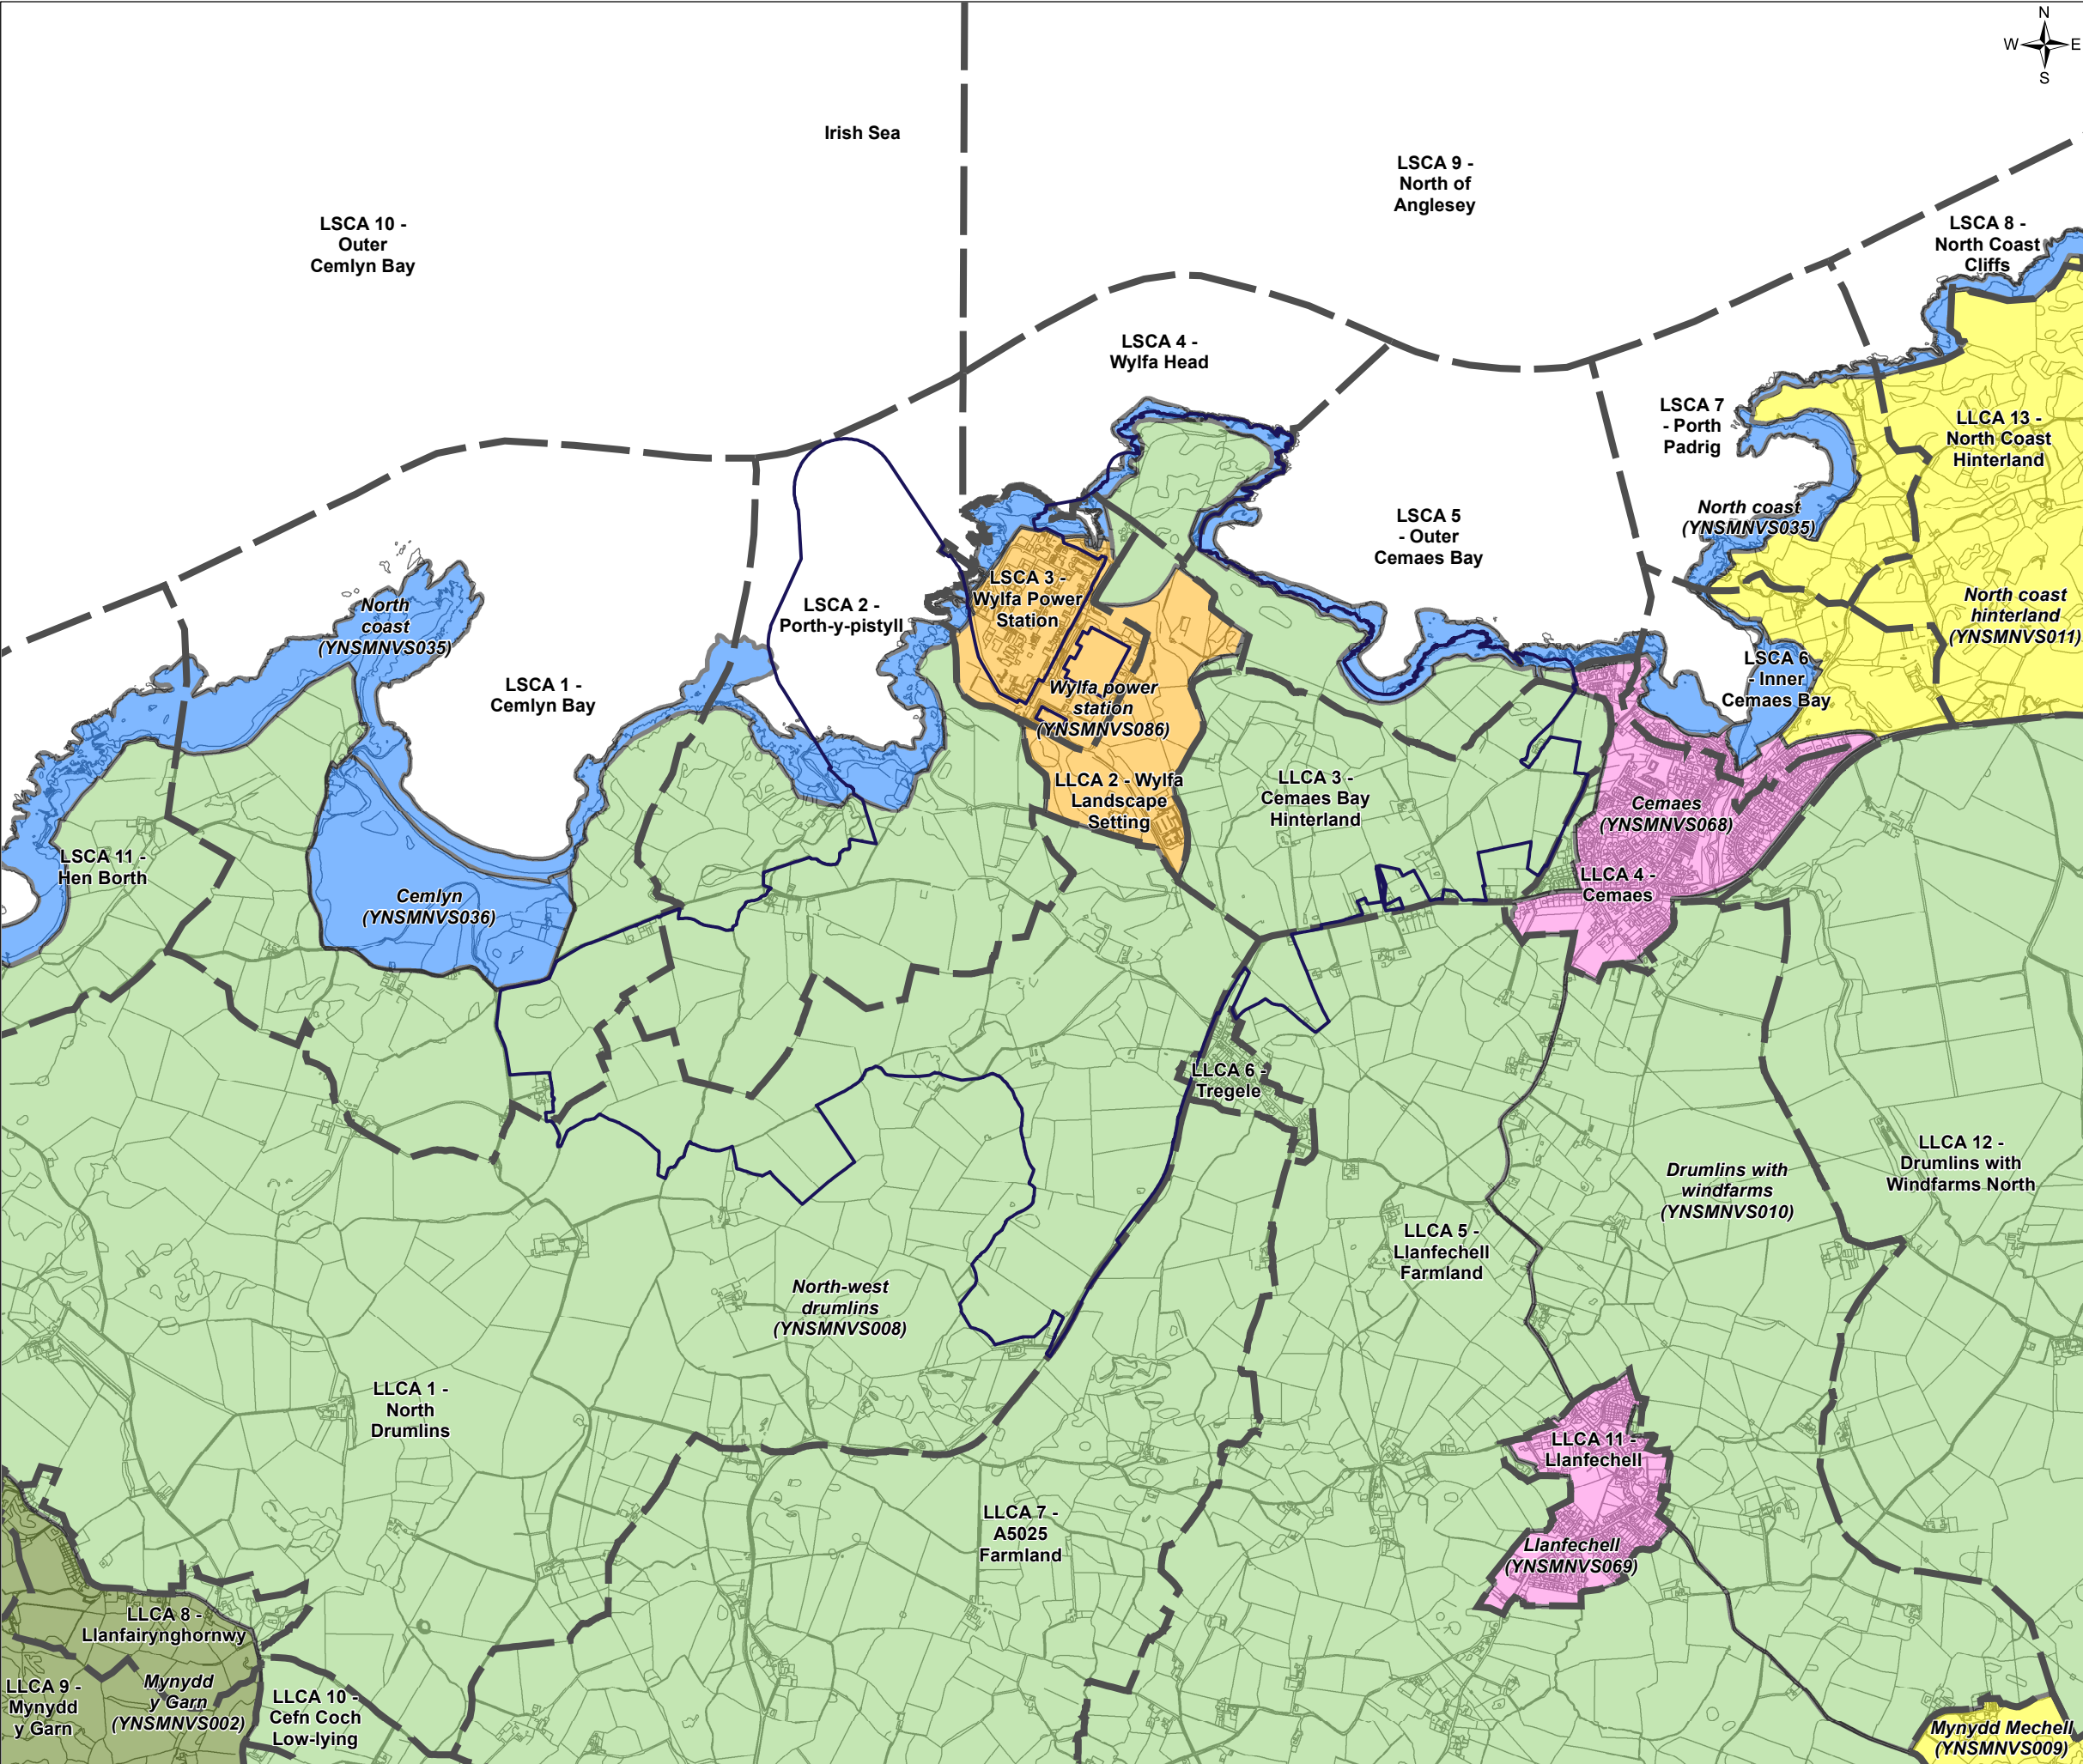 N
W E
S
Irish Sea
LSCA 9 -
North of
Anglesey
LSCA 10 -
Outer
Cemlyn Bay
LSCA 8 -
North Coast
Cliffs
LSCA 4 -
Wylfa Head
LSCA 7
- Porth
Padrig
LLCA 13 -
North Coast
Hinterland
North coast
(YNSMNVS035)
LSCA 5
- Outer
Cemaes Bay
LSCA 3 -
Wylfa Power
Station
LSCA 2 -
Porth-y-pistyll
North
coast
(YNSMNVS035)
North coast
hinterland
(YNSMNVS011)
LSCA 1 -
Cemlyn Bay
LSCA 6
- Inner
Cemaes Bay
Wylfa power
station
(YNSMNVS086)
LLCA 2 - Wylfa
Landscape
Setting
LLCA 3 -
Cemaes Bay
Hinterland
Cemaes
(YNSMNVS068)
LSCA 11 -
Hen Borth
Cemlyn
(YNSMNVS036)
LLCA 4 -
Cemaes
LLCA 6 -
Tregele
LLCA 12 -
Drumlins with
Windfarms North
Drumlins with
windfarms
(YNSMNVS010)
LLCA 5 -
Llanfechell
Farmland
North-west
drumlins
(YNSMNVS008)
LLCA 1 -
North
Drumlins
LLCA 11 -
Llanfechell
LLCA 7 -
A5025
Farmland
Llanfechell
(YNSMNVS069)
LLCA 8 -
Llanfairynghornwy
LLCA 9 -
Mynydd
y Garn
Mynydd
y Garn
(YNSMNVS002)
LLCA 10 -
Cefn Coch
Low-lying
Mynydd Mechell
(YNSMNVS009)